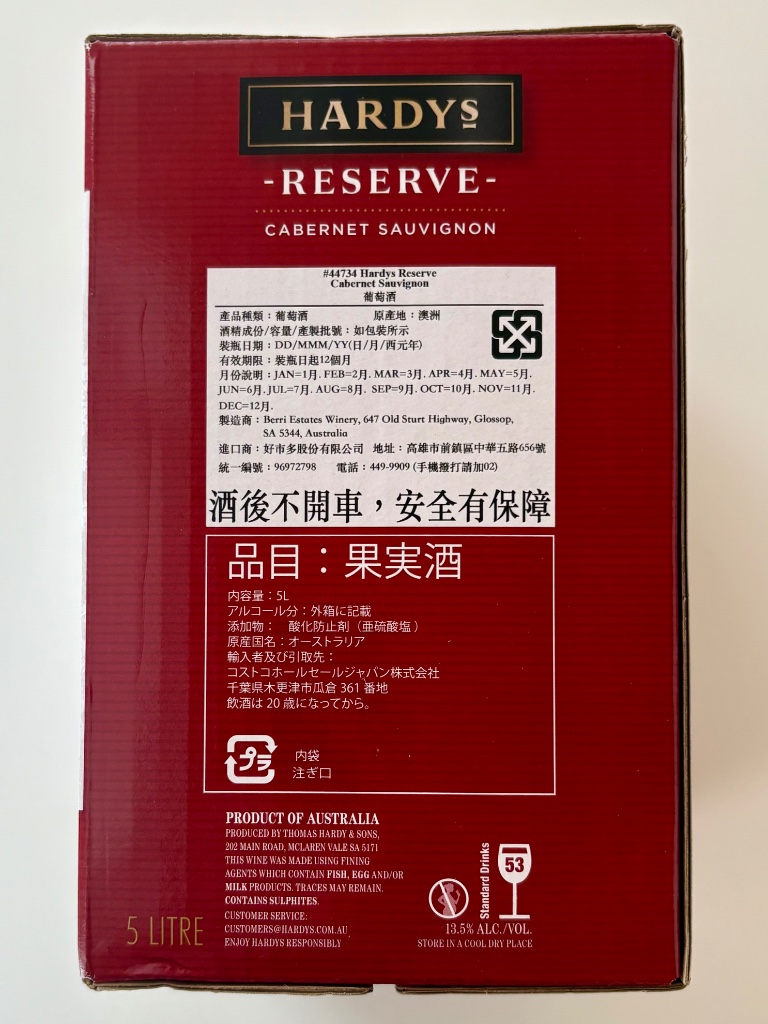 HARDYS
-RESERVE-
CABERNET SAUVIGNON
#44734 Hardys Reserve
Cabernet Sauvignon
葡萄酒
產品種類：葡萄酒 原產地：澳洲
酒精成份/容量/產製批號：如包裝所示
裝瓶日期：DD/MMM/YY(日/月/西元年)
有效期限：裝瓶日起12個月
月份說明：JAN=1月. FEB=2月. MAR=3月. APR=4月. MAY=5月.
JUN=6月. JUL=7月. AUG=8月. SEP=9月. OCT=10月. NOV=11月.
DEC=12月.
製造商：Berri Estates Winery, 647 Old Sturt Highway, Glossop,
SA 5344, Australia
進口商：好市多股份有限公司 地址：高雄市前鎮區中華五路656號
統一編號：96972798 電話：449-9909 (手機撥打請加02)
酒後不開車，安全有保障
品目：果実酒
内容量：5L
アルコール分：外箱に記載
添加物： 酸化防止剤（亜硫酸塩）
原産国名：オーストラリア
輸入者及び引取先：
コストコホールセールジャパン株式会社
千葉県木更津市瓜倉 361 番地
飲酒は 20 歳になってから。
プラ
内袋
注ぎ口
PRODUCT OF AUSTRALIA
PRODUCED BY THOMAS HARDY & SONS,
202 MAIN ROAD, MCLAREN VALE SA 5171
THIS WINE WAS MADE USING FINING
AGENTS WHICH CONTAIN FISH, EGG AND/OR
MILK PRODUCTS. TRACES MAY REMAIN.
CONTAINS SULPHITES.
CUSTOMER SERVICE:
CUSTOMERS@HARDYS.COM.AU
ENJOY HARDYS RESPONSIBLY
5 LITRE
Standard Drinks
53
13.5% ALC./VOL.
STORE IN A COOL DRY PLACE